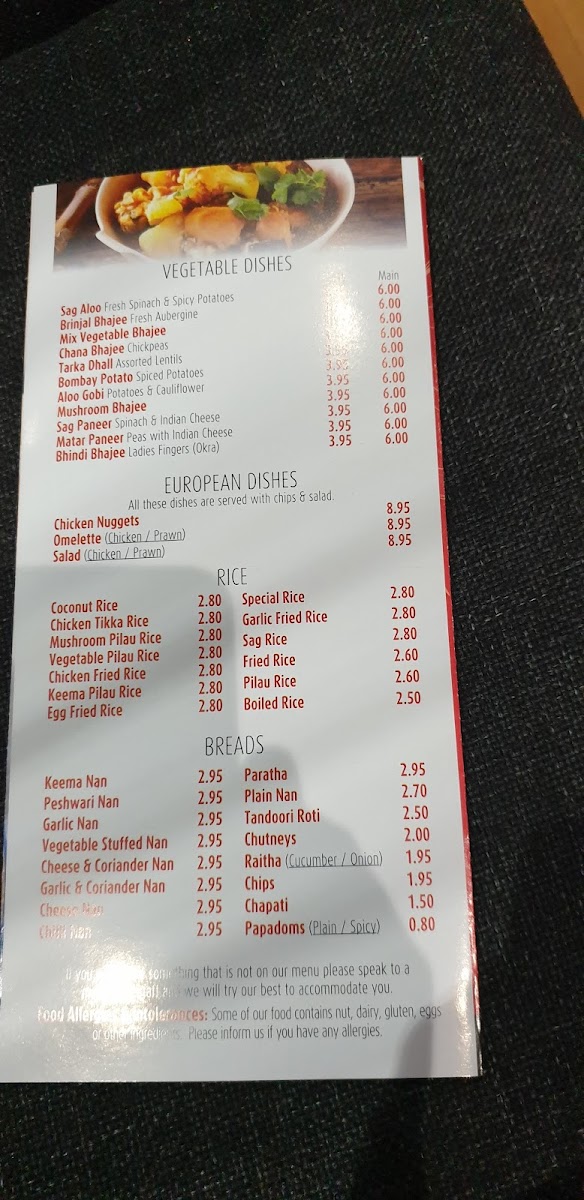 VEGETABLE DISHES
Main
Sag Aloo Fresh Spinach & Spicy Potatoes 6.00
Brinjal Bhajee Fresh Aubergine 6.00
Mix Vegetable Bhajee 6.00
Chana Bhajee Chickpeas 6.00
Tarka Dhall Assorted Lentils 3.95 6.00
Bombay Potato Spiced Potatoes 3.95 6.00
Aloo Gobi Potatoes & Cauliflower 3.95 6.00
Mushroom Bhajee 3.95 6.00
Sag Paneer Spinach & Indian Cheese 3.95 6.00
Matar Paneer Peas with Indian Cheese 3.95 6.00
Bhindi Bhajee Ladies Fingers (Okra) 3.95 6.00
EUROPEAN DISHES
All these dishes are served with chips & salad.
Chicken Nuggets 8.95
Omelette (Chicken / Prawn) 8.95
Salad (Chicken / Prawn) 8.95
RICE
Coconut Rice 2.80
Chicken Tikka Rice 2.80
Mushroom Pilau Rice 2.80
Vegetable Pilau Rice 2.80
Chicken Fried Rice 2.80
Keema Pilau Rice 2.80
Egg Fried Rice 2.80
Special Rice 2.80
Garlic Fried Rice 2.80
Sag Rice 2.80
Fried Rice 2.60
Pilau Rice 2.60
Boiled Rice 2.50
BREADS
Keema Nan 2.95
Peshwari Nan 2.95
Garlic Nan 2.95
Vegetable Stuffed Nan 2.95
Cheese & Coriander Nan 2.95
Garlic & Coriander Nan 2.95
Cheese Nan 2.95
Chilli Nan 2.95
Paratha 2.95
Plain Nan 2.70
Tandoori Roti 2.50
Chutneys 2.00
Raitha (Cucumber / Onion) 1.95
Chips 1.95
Chapati 1.50
Papadoms (Plain / Spicy) 0.80
If you something that is not on our menu please speak to a
we will try our best to accommodate you.
Food Allergies Intolerances: Some of our food contains nut, dairy, gluten, eggs
or other ingredients. Please inform us if you have any allergies.